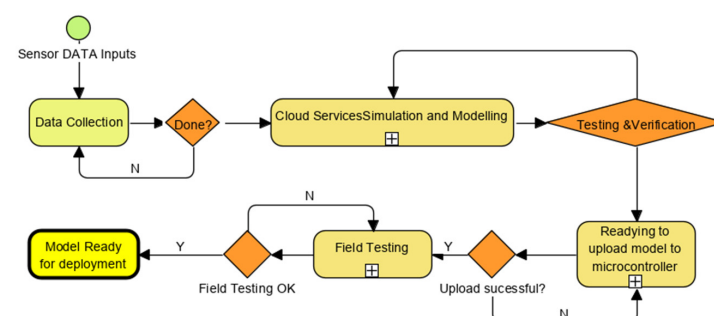 Sensor DATA Inputs
Data Collection
Done?
N
Cloud ServicesSimulation and Modelling
Testing &Verification
Readying to
upload model to
microcontroller
Upload sucessful?
N
Y
Field Testing
N
Field Testing OK
Y
Model Ready
for deployment